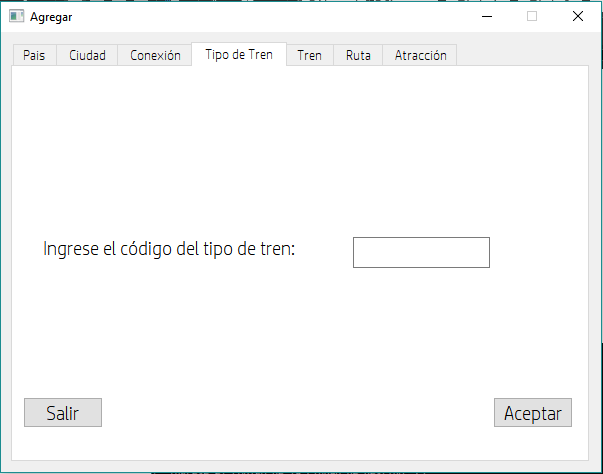 Agregar
Pais Ciudad Conexión Tipo de Tren Tren Ruta Atracción
Ingrese el código del tipo de tren:
Salir Aceptar